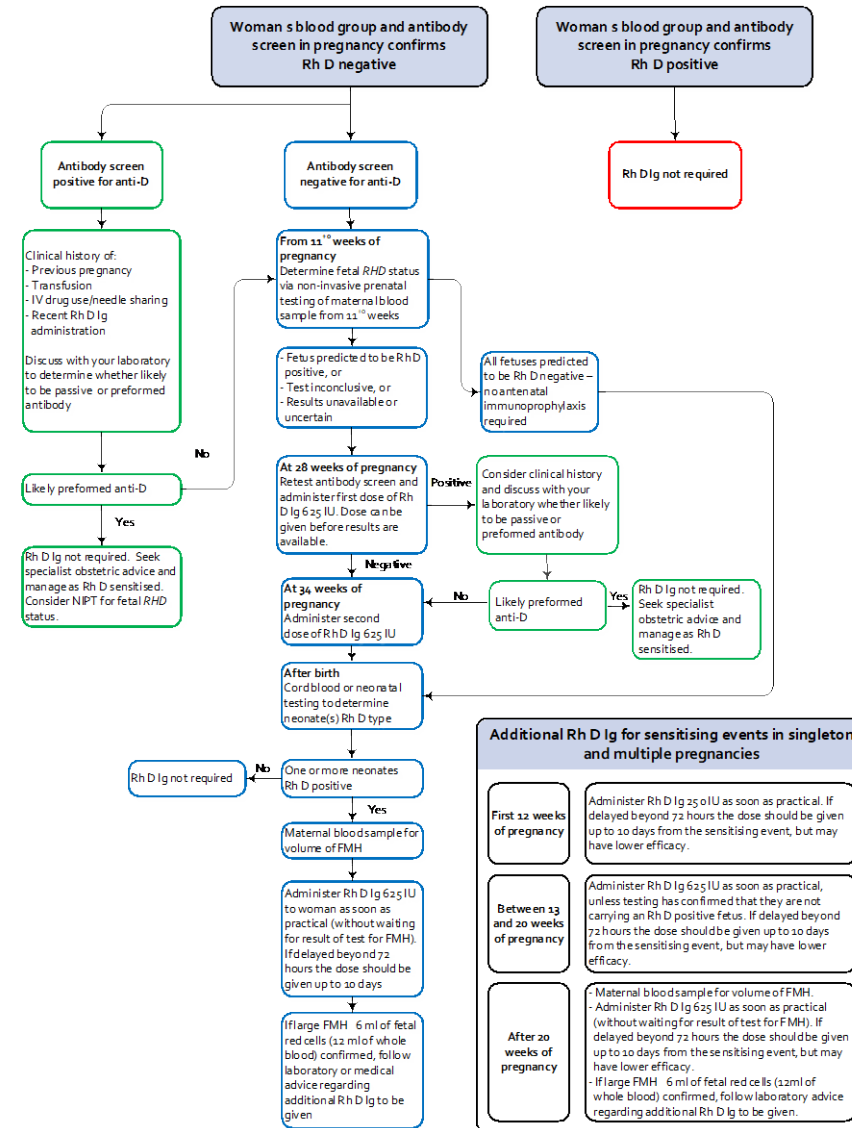 Woman s blood group and antibody
screen in pregnancy confirms
Rh D negative
Woman s blood group and antibody
screen in pregnancy confirms
Rh D positive
Antibody screen
positive for anti-D
Antibody screen
negative for anti-D
Rh D Ig not required
Clinical history of:
- Previous pregnancy
- Transfusion
- IV drug use/needle sharing
- Recent Rh D Ig
administration
Discuss with your laboratory
to determine whether likely
to be passive or preformed
antibody
From 11⁺⁰ weeks of
pregnancy
Determine fetal RHD status
via non-invasive prenatal
testing of maternal blood
sample from 11⁺⁰ weeks
- Fetus predicted to be Rh D
positive, or
- Test inconclusive, or
- Results unavailable or
uncertain
All fetuses predicted
to be Rh D negative –
no antenatal
immunoprophylaxis
required
No
Likely preformed anti-D
Yes
Rh D Ig not required. Seek
specialist obstetric advice and
manage as Rh D sensitised.
Consider NIPT for fetal RHD
status.
At 28 weeks of pregnancy
Retest antibody screen and
administer first dose of Rh
D Ig 625 IU. Dose can be
given before results are
available.
Positive
Consider clinical history
and discuss with your
laboratory whether likely
to be passive or
preformed antibody
Negative
At 34 weeks of
pregnancy
Administer second
dose of Rh D Ig 625 IU
No
Likely preformed
anti-D
Yes
Rh D Ig not required.
Seek specialist
obstetric advice and
manage as Rh D
sensitised.
After birth
Cord blood or neonatal
testing to determine
neonate(s) Rh D type
Rh D Ig not required
No
One or more neonates
Rh D positive
Yes
Maternal blood sample for
volume of FMH
Administer Rh D Ig 625 IU
to woman as soon as
practical (without waiting
for result of test for FMH).
If delayed beyond 72
hours the dose should be
given up to 10 days
If large FMH 6 ml of fetal
red cells (12 ml of whole
blood) confirmed, follow
laboratory or medical
advice regarding
additional Rh D Ig to be
given
Additional Rh D Ig for sensitising events in singleton
and multiple pregnancies
First 12 weeks
of pregnancy
Administer Rh D Ig 250 IU as soon as practical. If
delayed beyond 72 hours the dose should be given
up to 10 days from the sensitising event, but may
have lower efficacy.
Between 13
and 20 weeks
of pregnancy
Administer Rh D Ig 625 IU as soon as practical,
unless testing has confirmed that they are not
carrying an Rh D positive fetus. If delayed beyond
72 hours the dose should be given up to 10 days
from the sensitising event, but may have lower
efficacy.
After 20
weeks of
pregnancy
- Maternal blood sample for volume of FMH.
- Administer Rh D Ig 625 IU as soon as practical
(without waiting for result of test for FMH). If
delayed beyond 72 hours the dose should be given
up to 10 days from the sensitising event, but may
have lower efficacy.
- If large FMH 6 ml of fetal red cells (12ml of
whole blood) confirmed, follow laboratory advice
regarding additional Rh D Ig to be given.